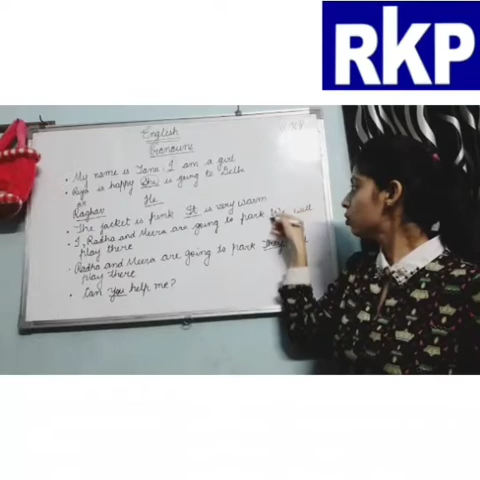 RKP
English
Pronouns
My name is Tana. I am a girl
Riya is happy She is going to Delhi
or He
Raghav
The jacket is pink It is very warm
I, Radha and Meera are going to park We will
play there
Radha and Meera are going to park They
play there
Can you help me?